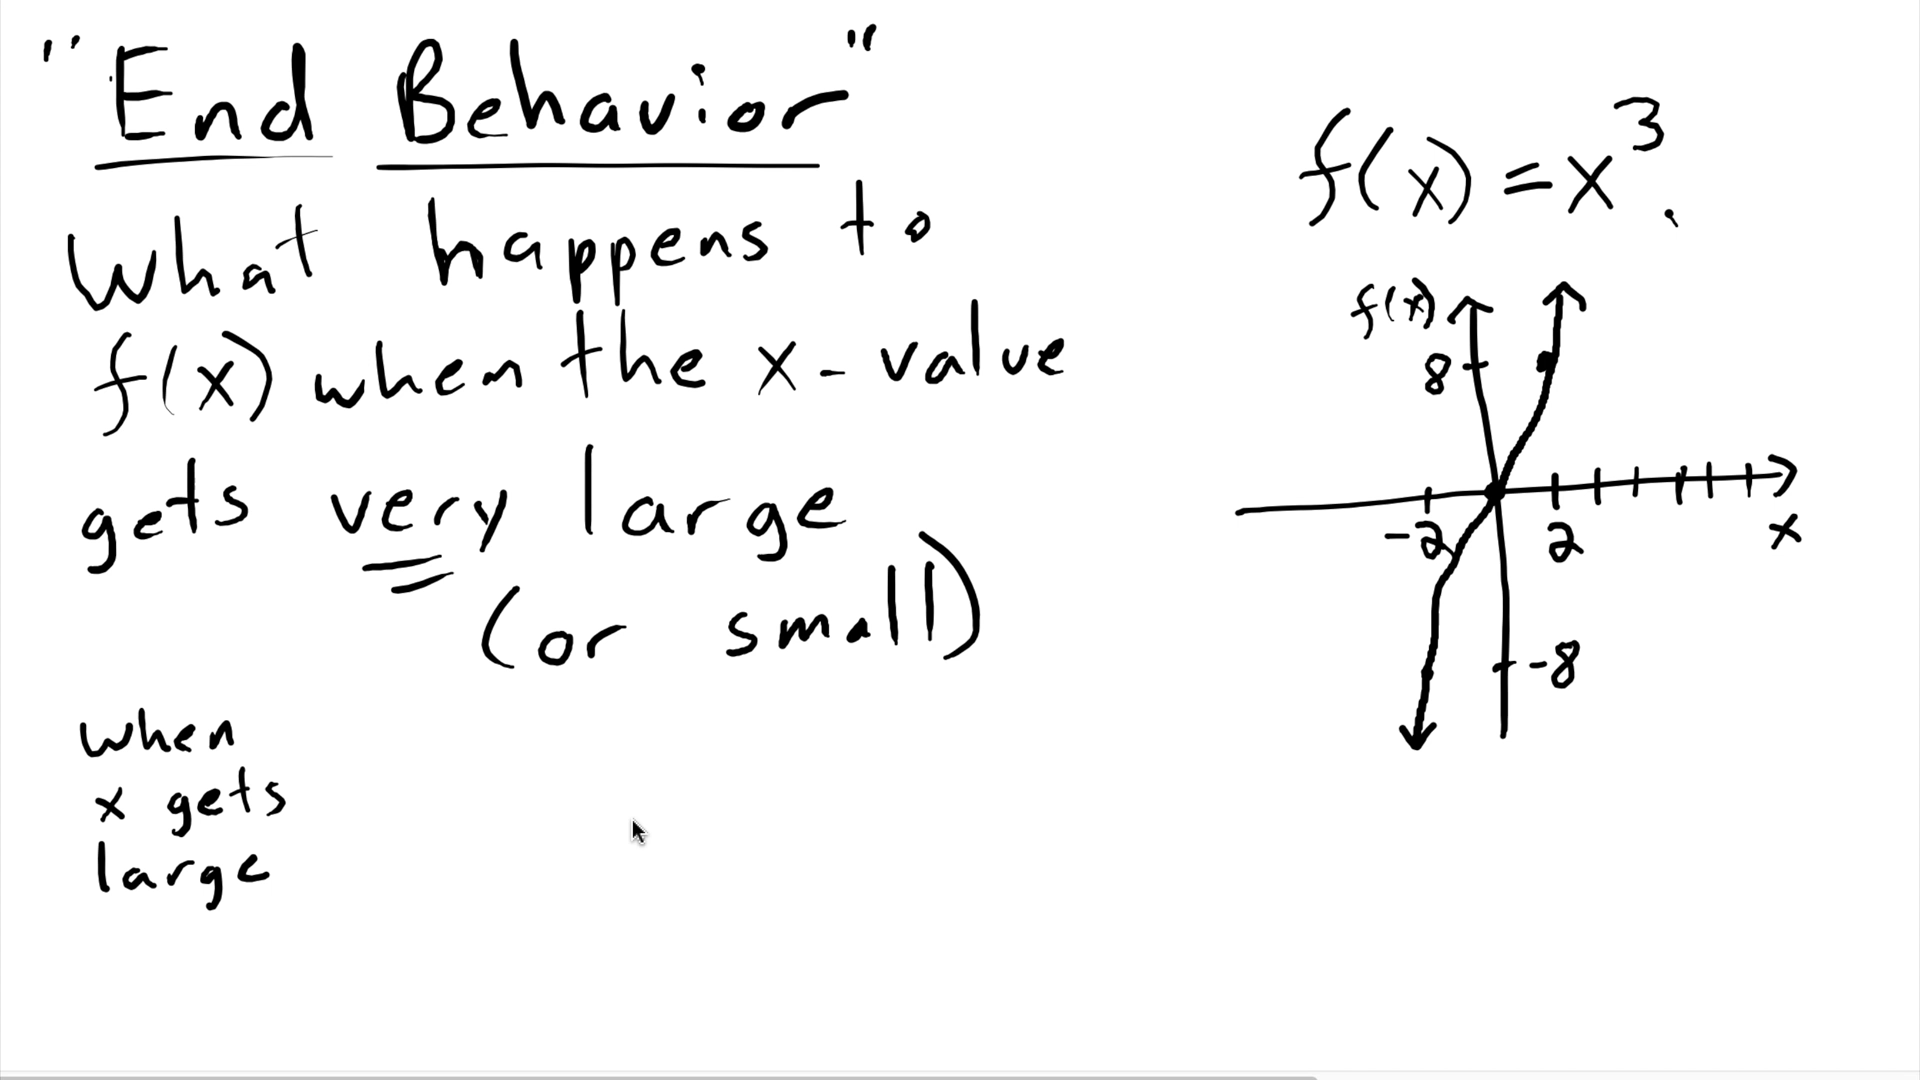 "End Behavior"
What happens to
f(x) when the x-value
gets very large
(or small)
when
x gets
large
f(x) = x³.
f(x)
8
-2
2
x
-8